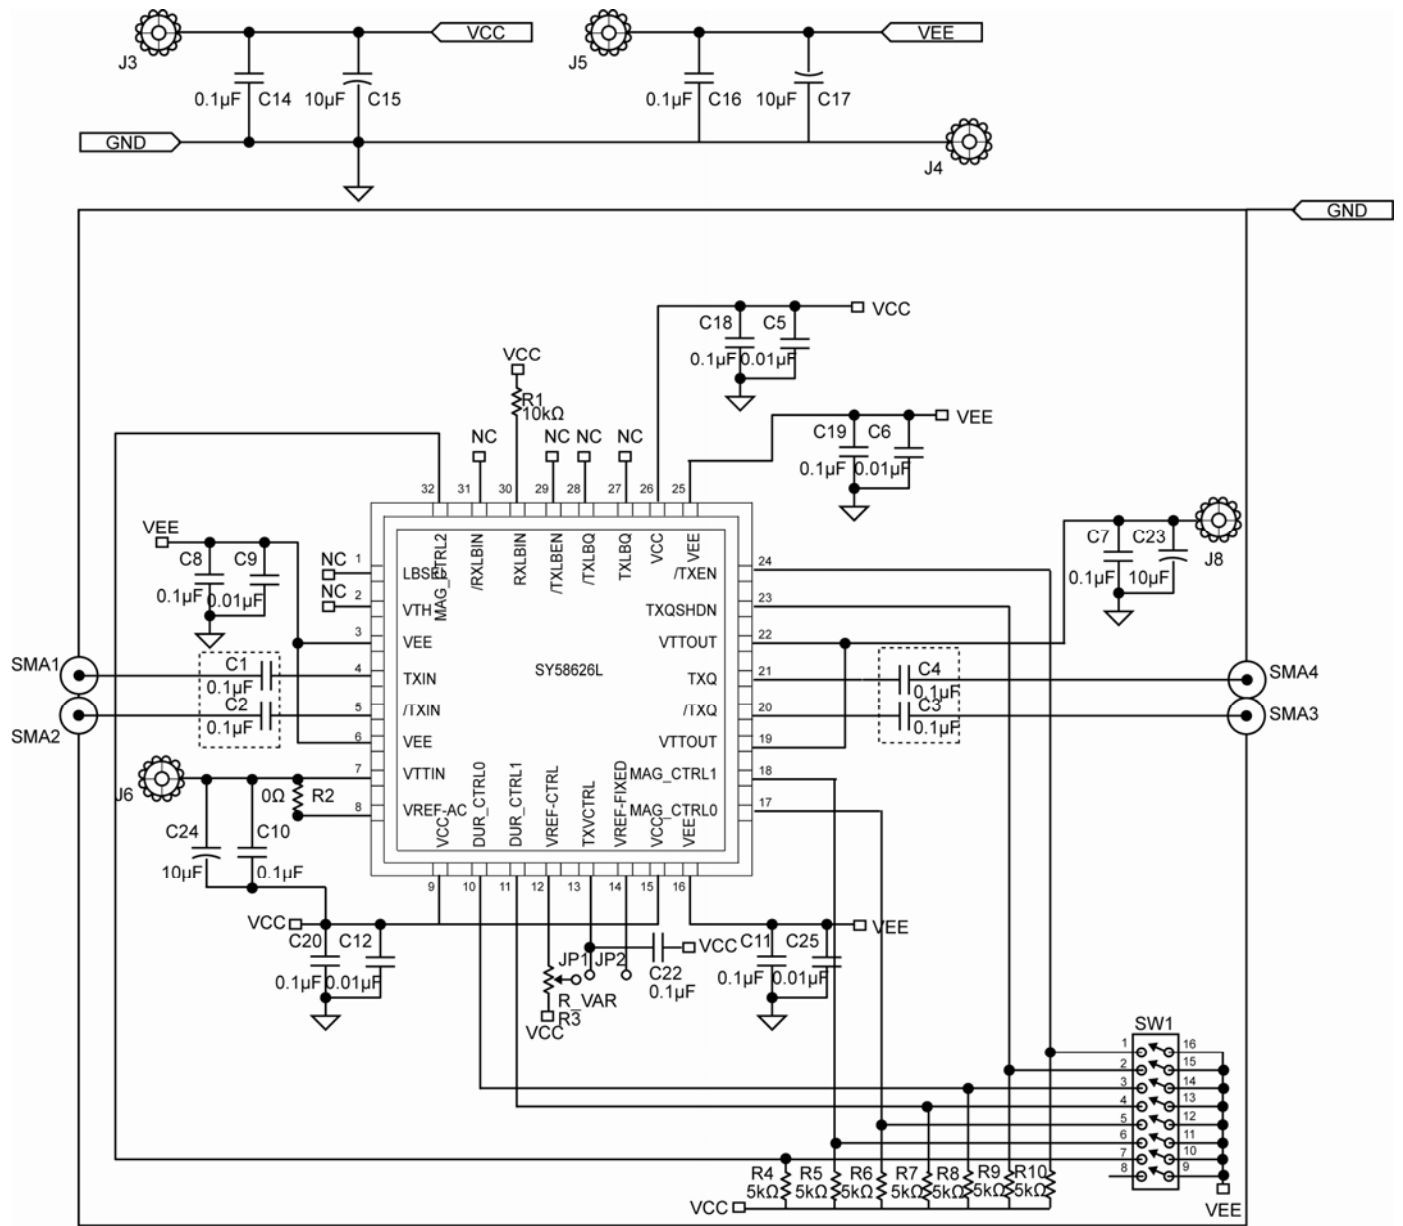 VCC
VEE
J3
J5
0.1µF
C14
10µF
C15
0.1µF
C16
10µF
C17
GND
J4
GND
VCC
C18
C5
0.1µF
0.01µF
VCC
R1
10kΩ
VEE
C19
C6
0.1µF
0.01µF
NC
NC
NC
NC
32
31
30
29
28
27
26
25
MAG_CTRL2
/RXLBIN
RXLBIN
/TXLBEN
/TXLBQ
TXLBQ
VCC
VEE
VEE
C8
C9
0.1µF
0.01µF
NC
NC
1
LBSEL
2
VTH
3
VEE
4
TXIN
5
/TXIN
6
VEE
7
VTTIN
8
VREF-AC
SY58626L
/TXEN
24
TXQSHDN
23
VTTOUT
22
TXQ
21
/TXQ
20
VTTOUT
19
MAG_CTRL1
18
MAG_CTRL0
17
C7
C23
0.1µF
10µF
J8
SMA1
C1
0.1µF
SMA2
C2
0.1µF
C4
0.1µF
SMA4
C3
0.1µF
SMA3
J6
0Ω
R2
C24
C10
10µF
0.1µF
VCC
DUR_CTRL0
DUR_CTRL1
VREF-CTRL
TXVCTRL
VREF-FIXED
VCC
VEE
9
10
11
12
13
14
15
16
VCC
C20
C12
0.1µF
0.01µF
JP1
JP2
R_VAR
R3
VCC
C22
0.1µF
VCC
C11
C25
0.1µF
0.01µF
VEE
SW1
1
16
2
15
3
14
4
13
5
12
6
11
7
10
8
9
R4
5kΩ
R5
5kΩ
R6
5kΩ
R7
5kΩ
R8
5kΩ
R9
5kΩ
R10
5kΩ
VCC
VEE